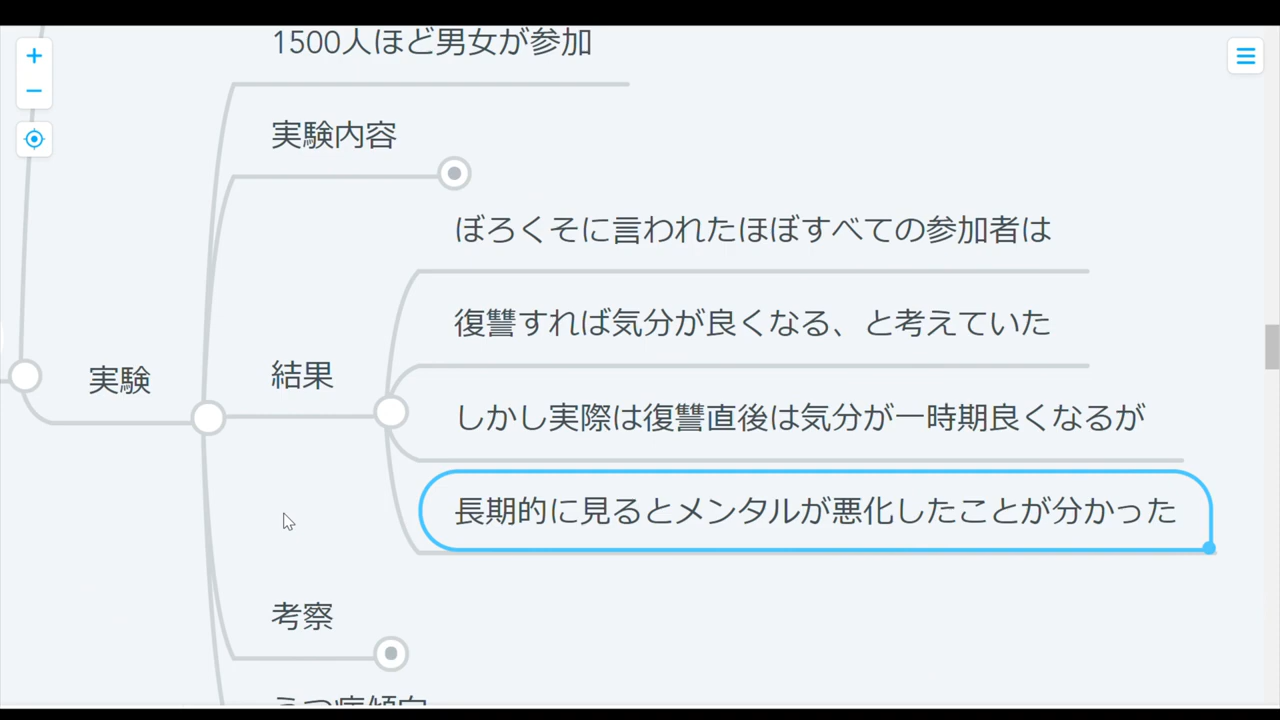 1500人ほど男女が参加
実験内容
ぼろくそに言われたほぼすべての参加者は
復讐すれば気分が良くなる、と考えていた
実験
結果
しかし実際は復讐直後は気分が一時期良くなるが
長期的に見るとメンタルが悪化したことが分かった
考察
うつ病傾向